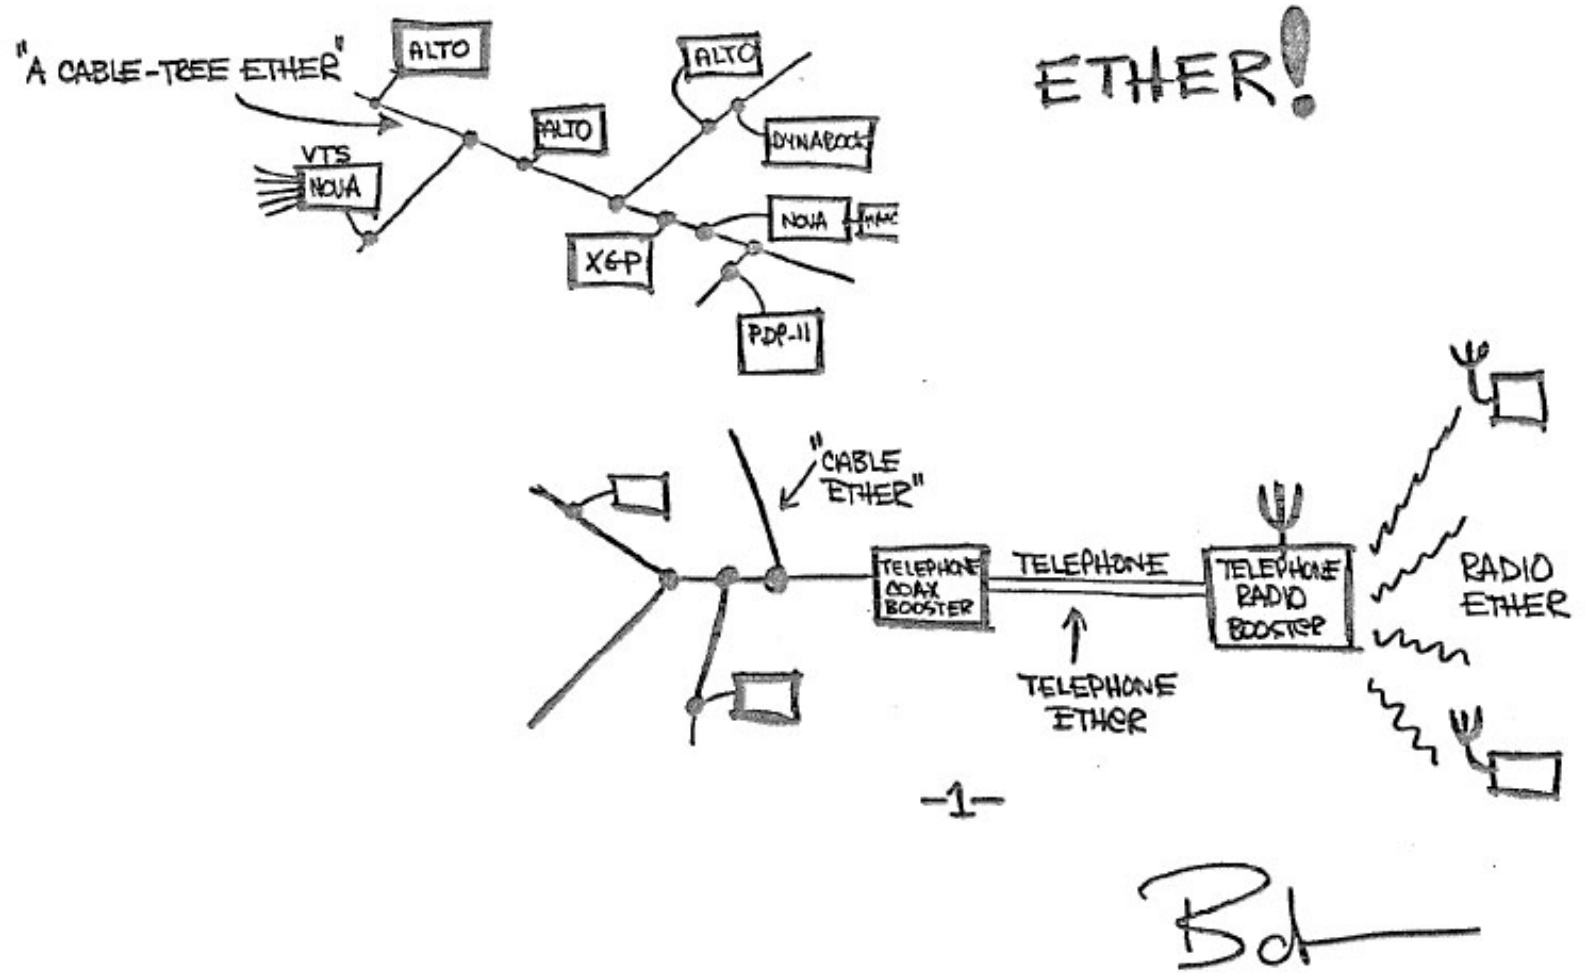 "A CABLE-TREE ETHER"
ALTO
ALTO
ETHER!
ALTO
DYNABOOK
VTS
NOVA
NOVA
XGP
PDP-11
"CABLE
ETHER"
TELEPHONE
COAX
BOOSTER
TELEPHONE
TELEPHONE
RADIO
BOOSTER
RADIO
ETHER
TELEPHONE
ETHER
-1-